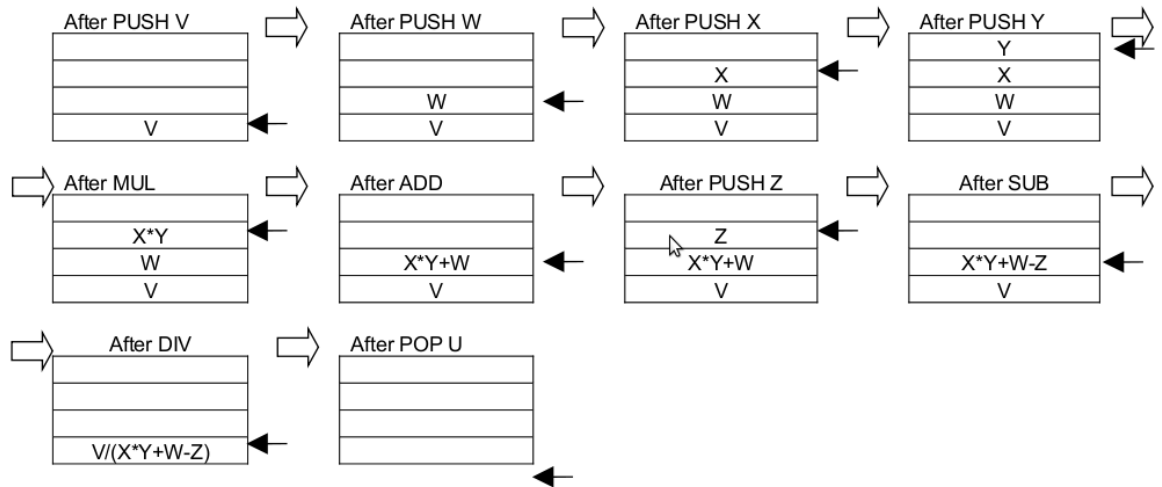 After PUSH V
V
After PUSH W
W
V
After PUSH X
X
W
V
After PUSH Y
Y
X
W
V
After MUL
X*Y
W
V
After ADD
X*Y+W
V
After PUSH Z
Z
X*Y+W
V
After SUB
X*Y+W-Z
V
After DIV
V/(X*Y+W-Z)
After POP U